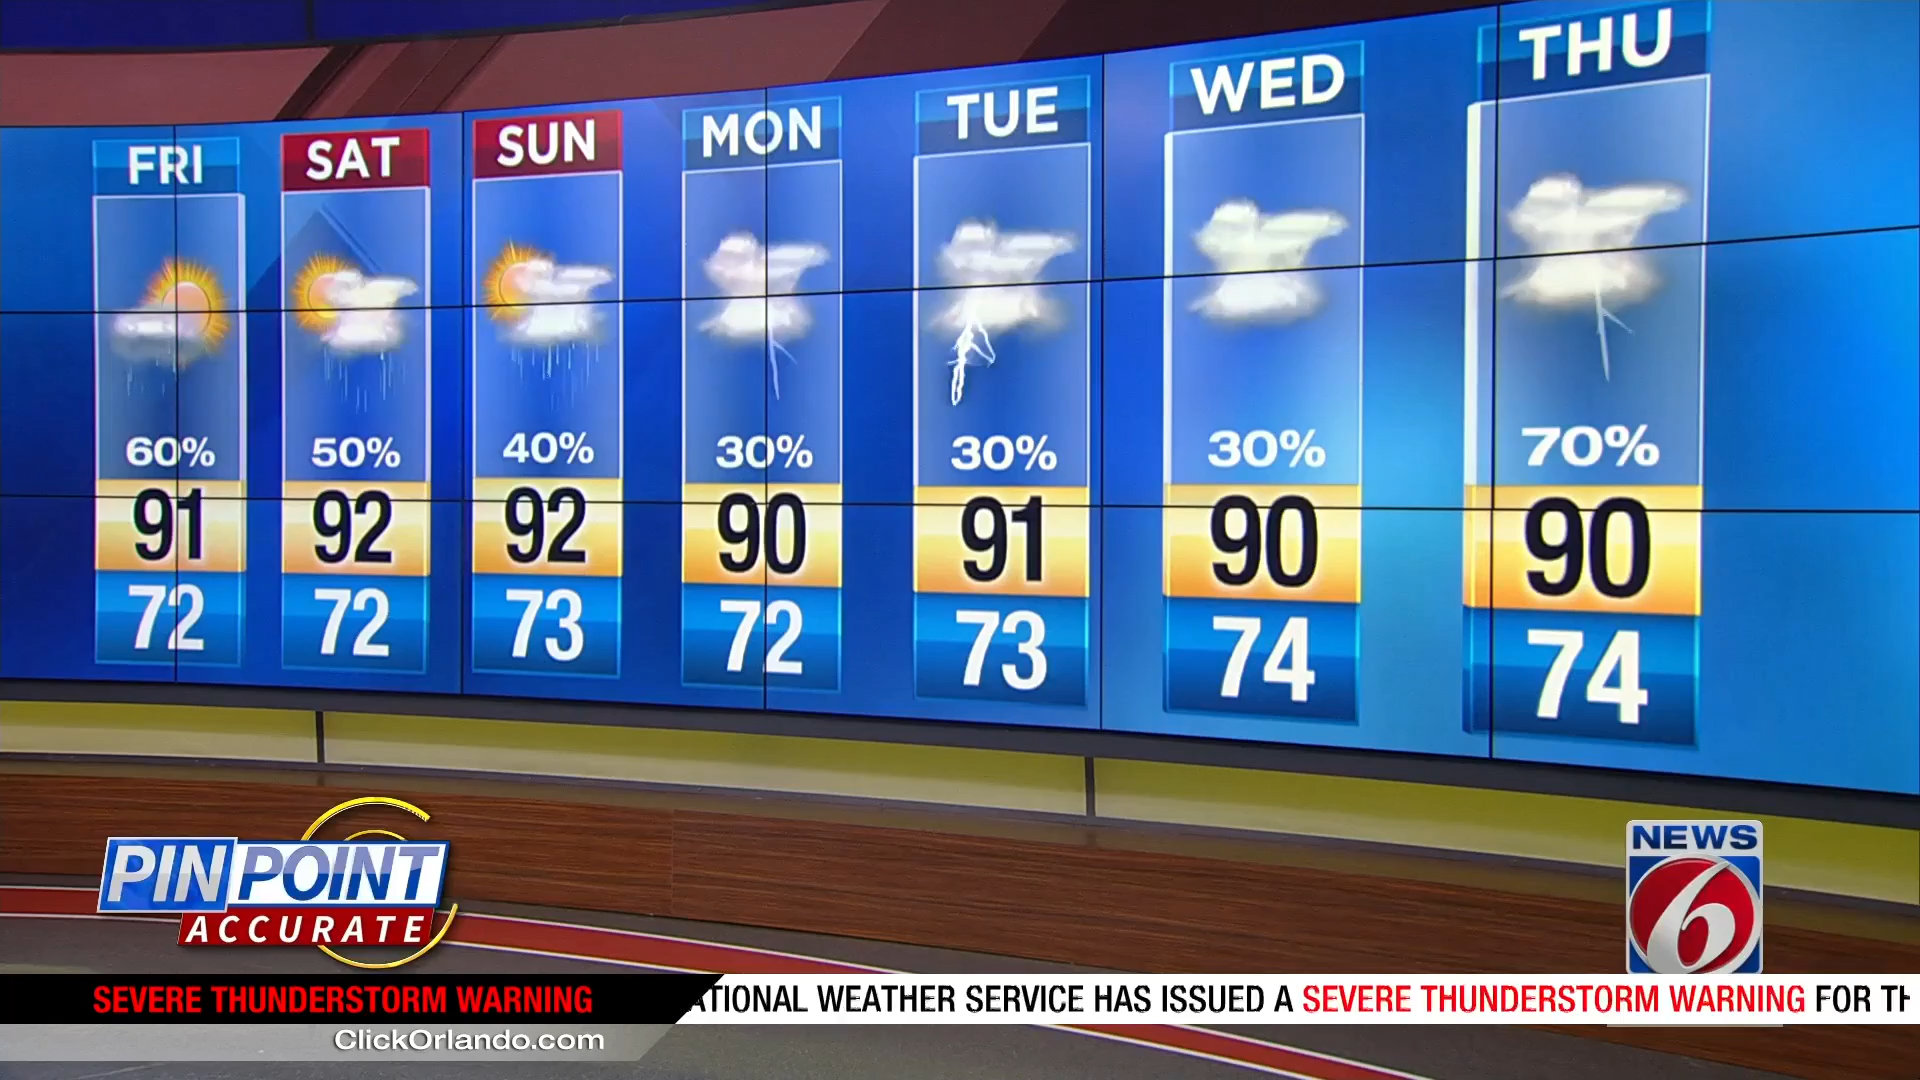 FRI SAT SUN MON TUE WED THU
60% 50% 40% 30% 30% 30% 70%
91 92 92 90 91 90 90
72 72 73 72 73 74 74
PINPOINT
ACCURATE
NEWS
6
SEVERE THUNDERSTORM WARNING
ATIONAL WEATHER SERVICE HAS ISSUED A SEVERE THUNDERSTORM WARNING FOR TH
ClickOrlando.com